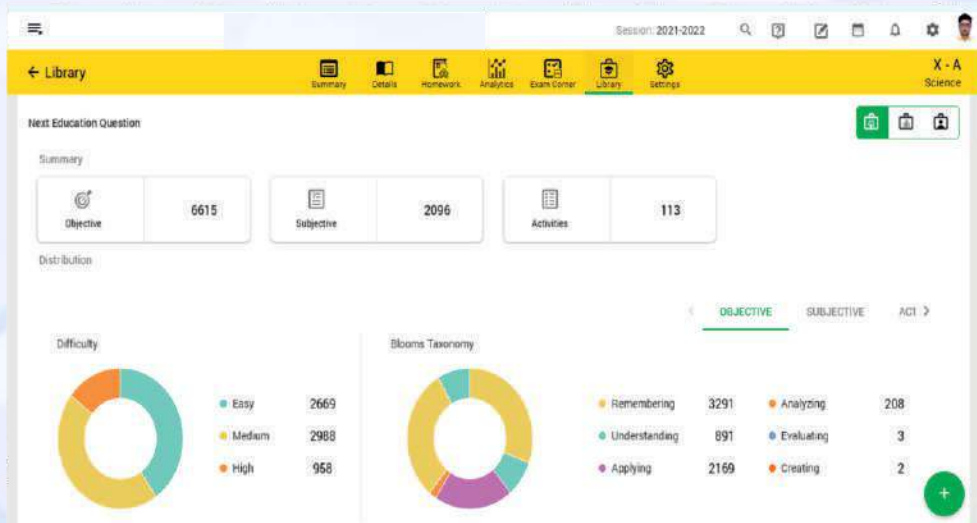 Session: 2021-2022
← Library
Summary
Details
Homework
Analytics
Exam Corner
Library
Settings
X - A
Science
Next Education Question
Summary
Objective
6615
Subjective
2096
Activities
113
Distribution
OBJECTIVE SUBJECTIVE ACT
Difficulty
Easy 2669
Medium 2988
High 958
Blooms Taxonomy
Remembering 3291
Understanding 891
Applying 2169
Analyzing 208
Evaluating 3
Creating 2
+